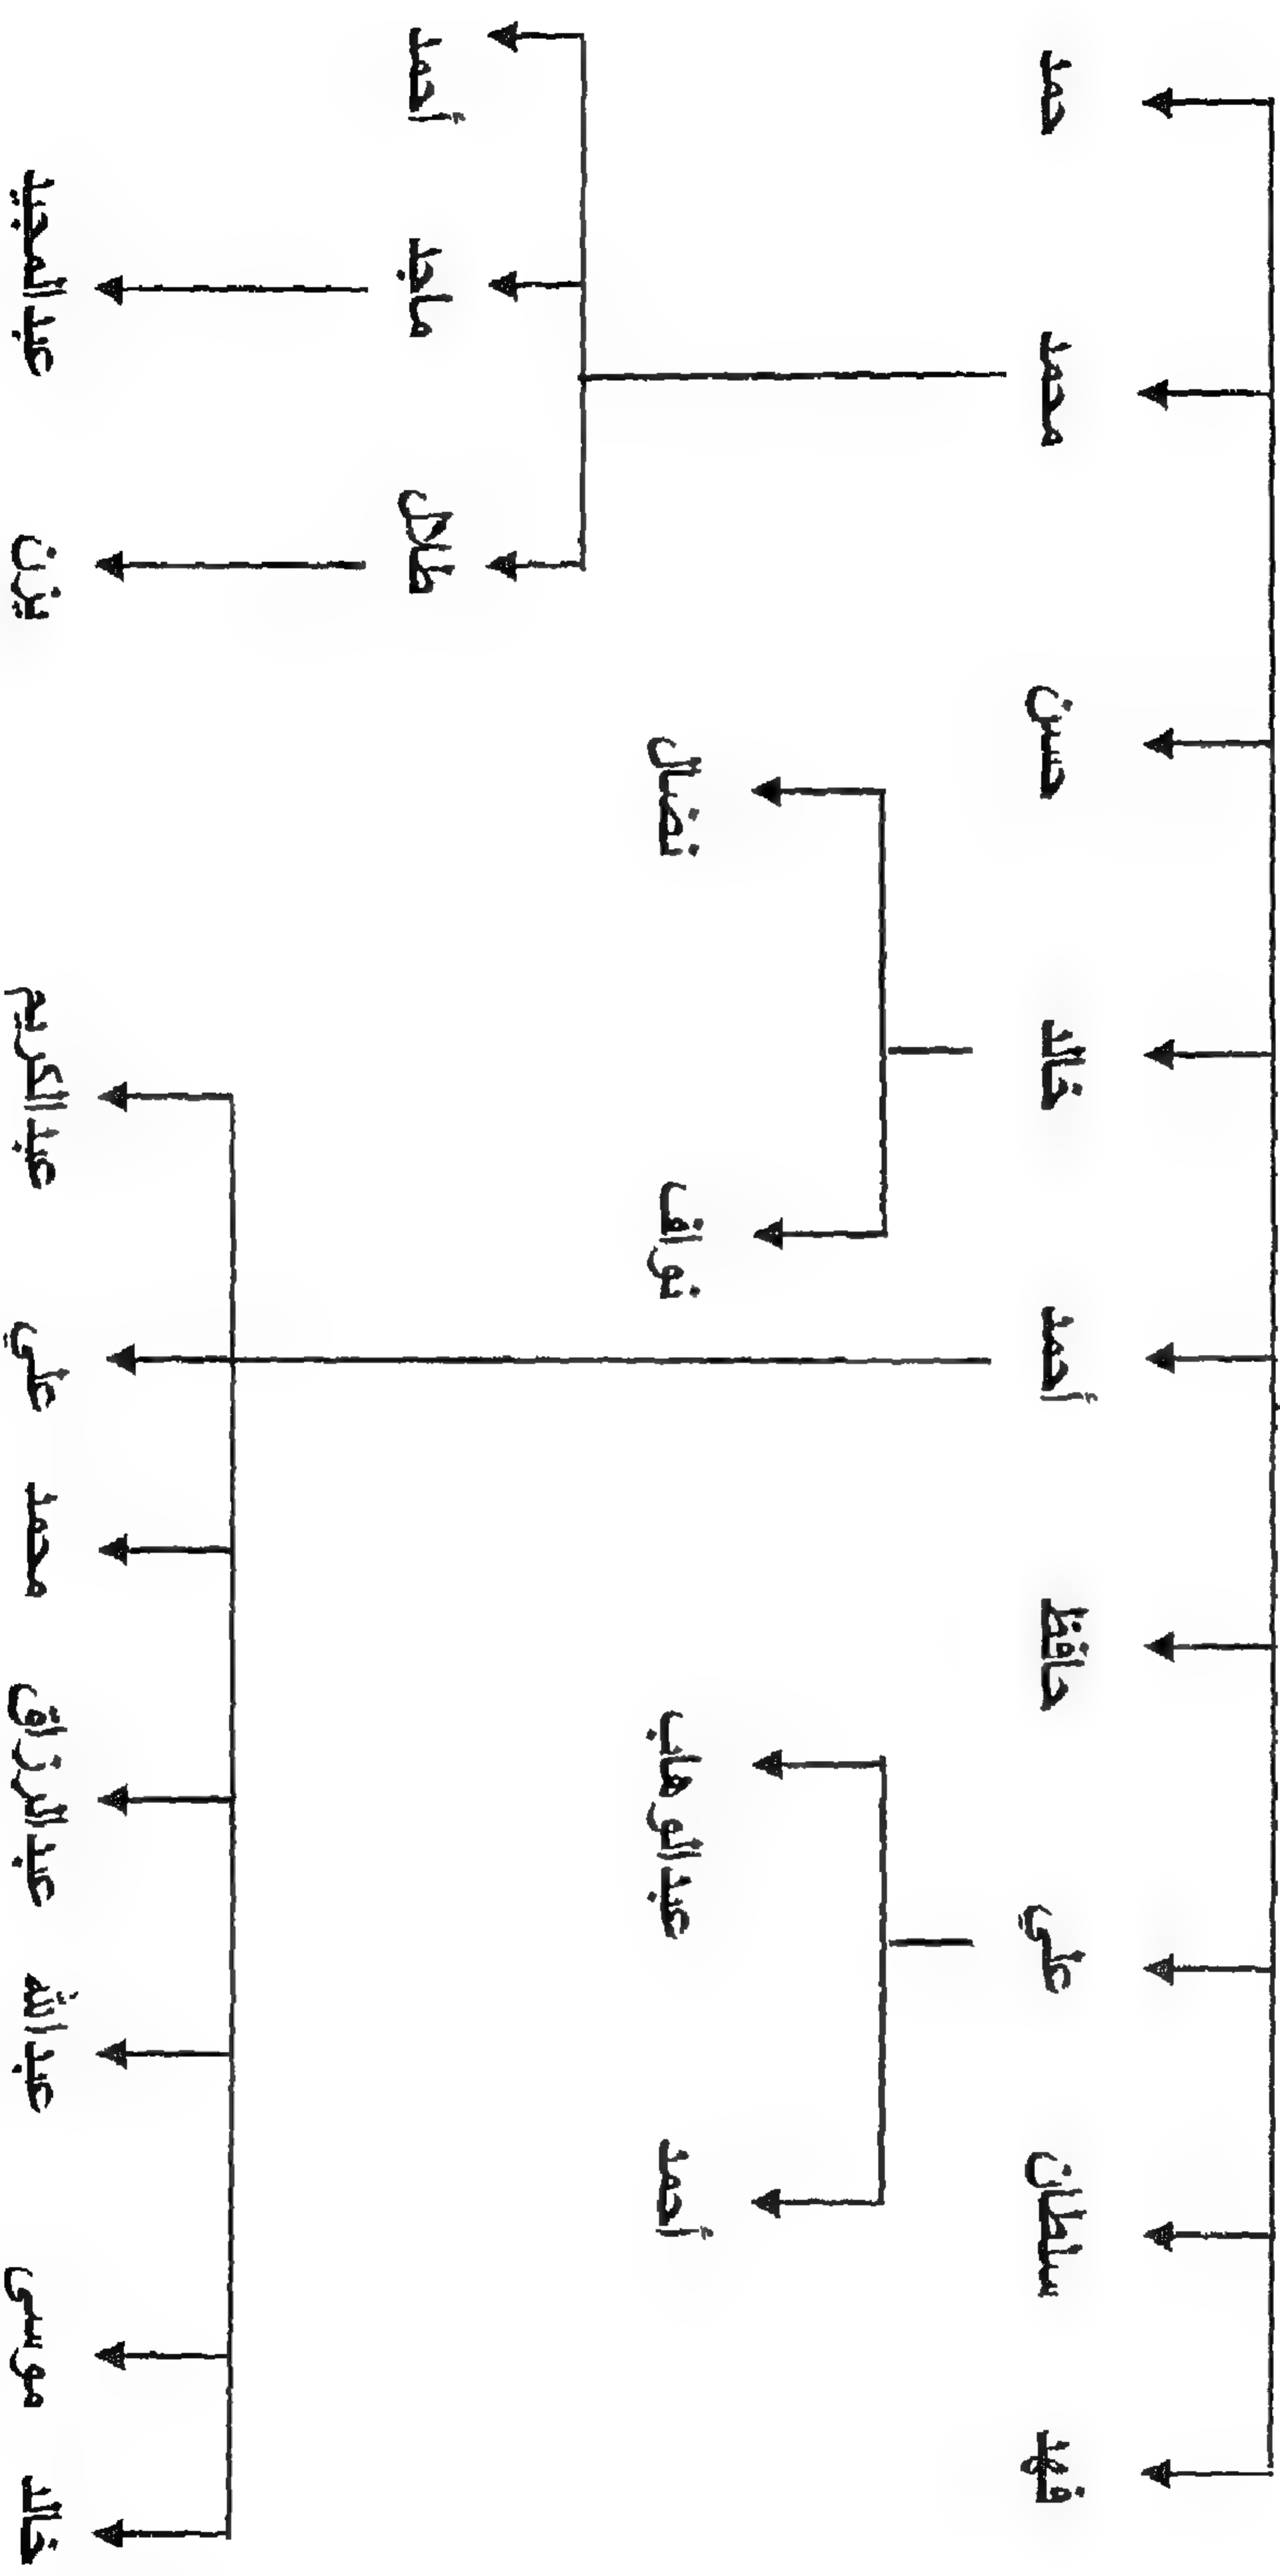 فهد سلطان علي حافظ أحمد خالد حسن محمد حمد
أحمد عبدالوهاب نواف نضال
طلال ماجد أحمد
خالد موسى عبدالله عبدالرزاق محمد علي عبدالكريم يزن عبدالمجيد